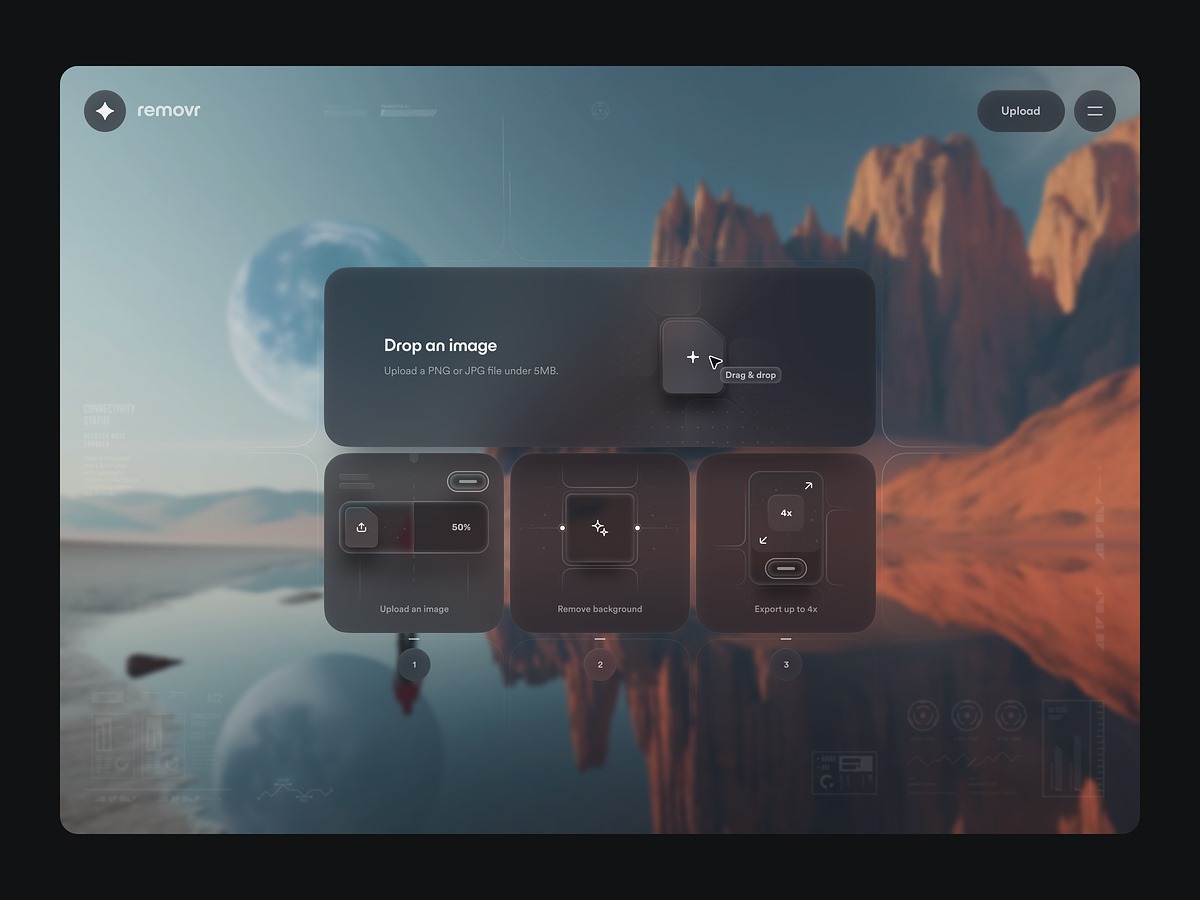 removr
Upload
Drop an image
Upload a PNG or JPG file under 5MB.
Drag & drop
CONNECTIVITY
STATUS
50%
4x
Upload an image
Remove background
Export up to 4x
1
2
3